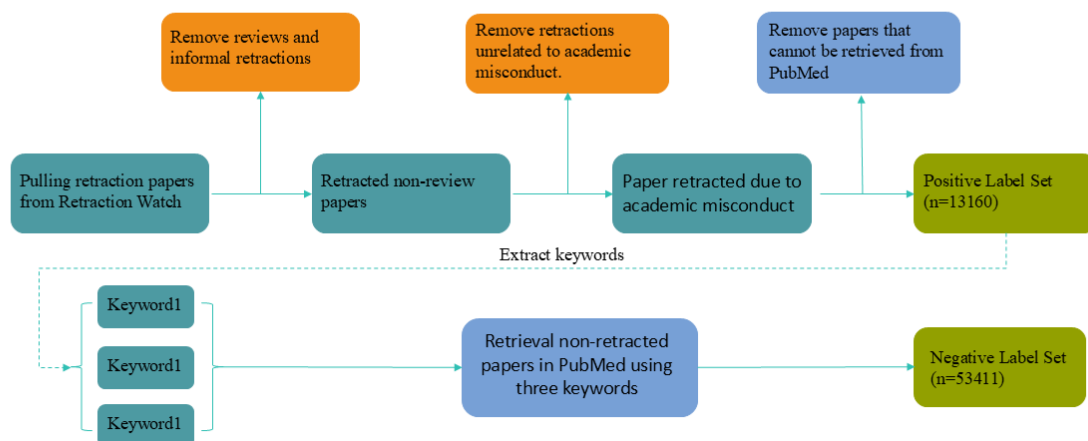 Remove reviews and
informal retractions
Remove retractions
unrelated to academic
misconduct.
Remove papers that
cannot be retrieved from
PubMed
Pulling retraction papers
from Retraction Watch
Retracted non-review
papers
Paper retracted due to
academic misconduct
Positive Label Set
(n=13160)
Extract keywords
Keyword1
Keyword1
Keyword1
Retrieval non-retracted
papers in PubMed using
three keywords
Negative Label Set
(n=53411)